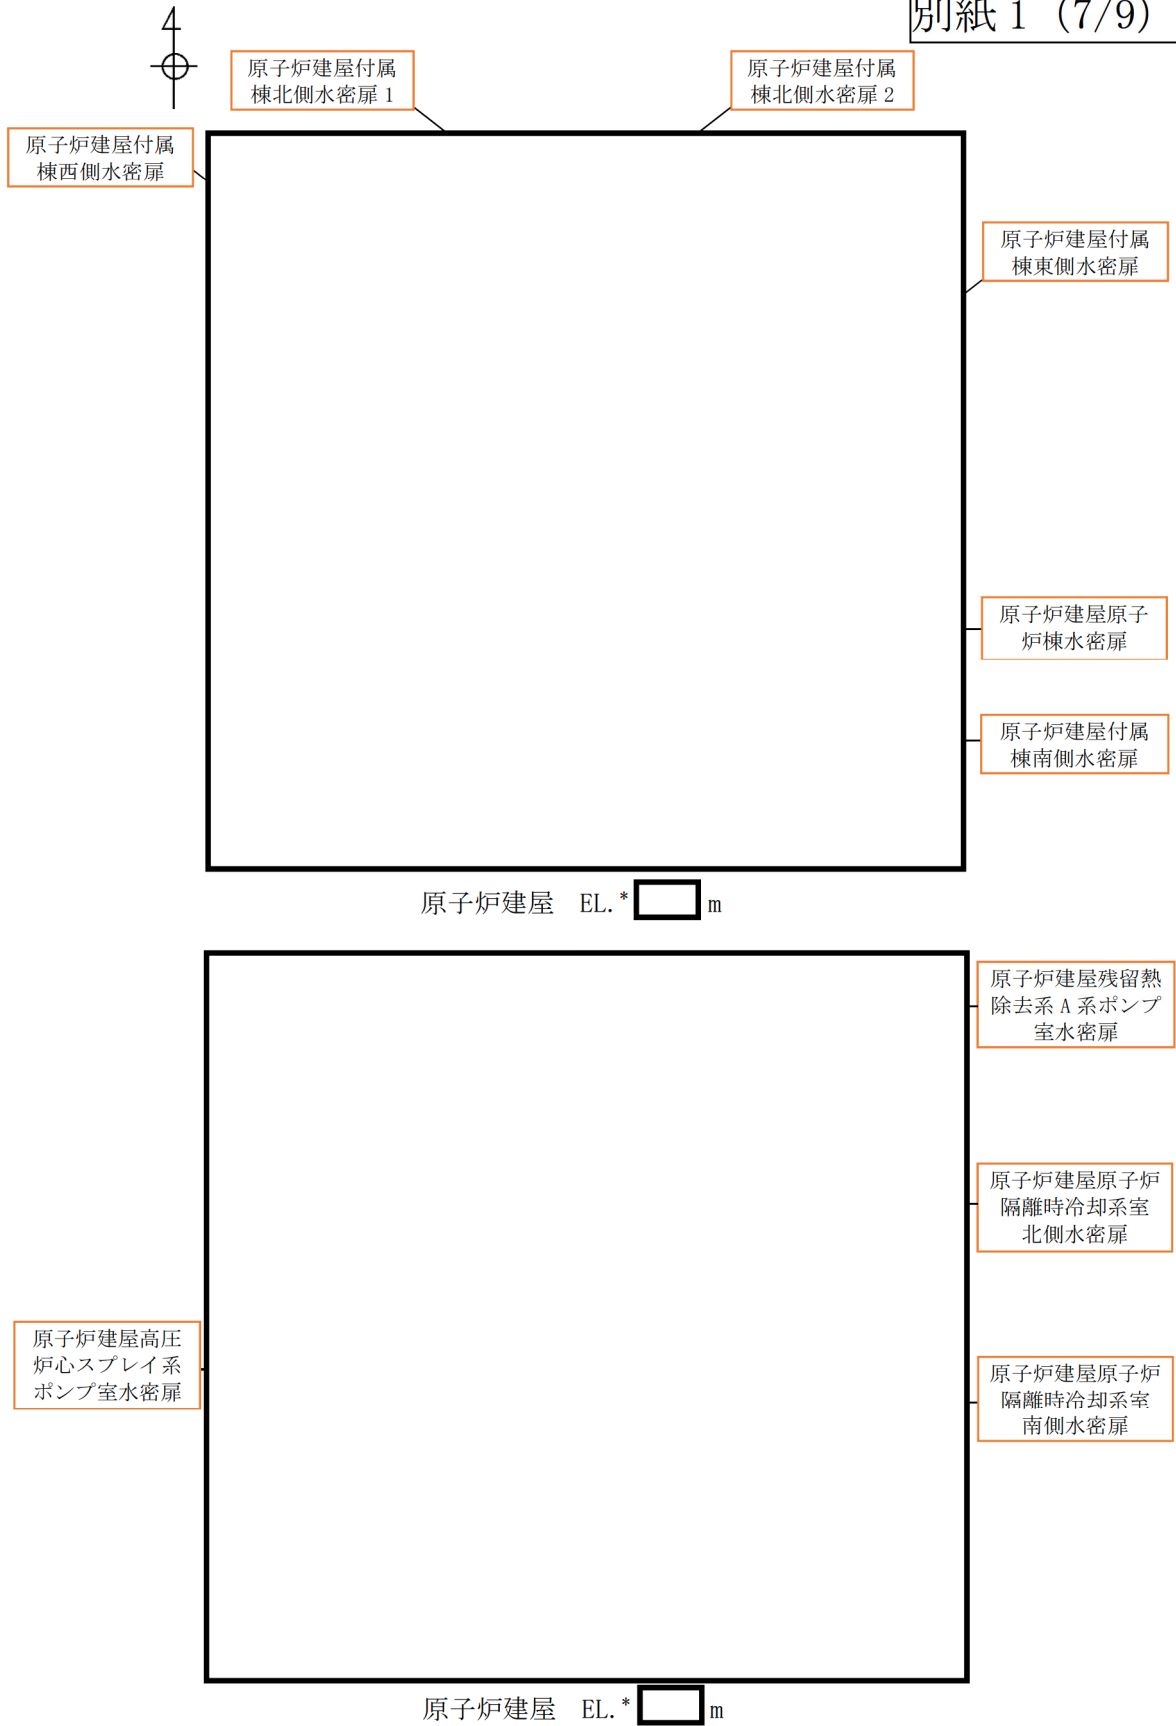 別紙1 (7/9)
原子炉建屋付属
棟北側水密扉1
原子炉建屋付属
棟北側水密扉2
原子炉建屋付属
棟西側水密扉
原子炉建屋付属
棟東側水密扉
原子炉建屋原子
炉棟水密扉
原子炉建屋付属
棟南側水密扉
原子炉建屋 EL.* m
原子炉建屋残留熱
除去系A系ポンプ
室水密扉
原子炉建屋原子炉
隔離時冷却系室
北側水密扉
原子炉建屋高圧
炉心スプレイ系
ポンプ室水密扉
原子炉建屋原子炉
隔離時冷却系室
南側水密扉
原子炉建屋 EL.* m